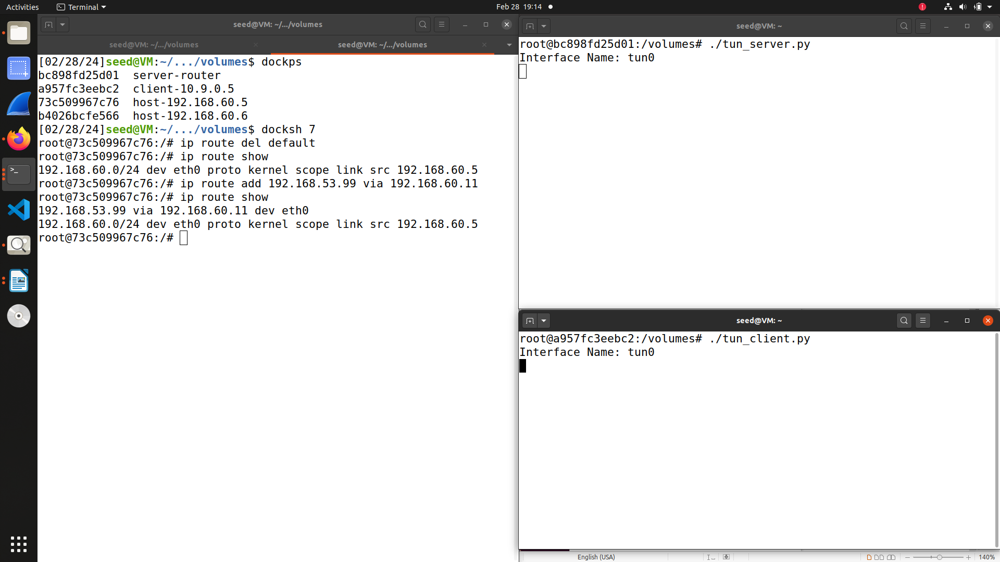 Activities
Terminal
Feb 28 19:14
seed@VM: ~/.../volumes
seed@VM: ~/.../volumes
seed@VM: ~/.../volumes
[02/28/24]seed@VM:~/.../volumes$ dockps
bc898fd25d01  server-router
a957fc3eebc2  client-10.9.0.5
73c509967c76  host-192.168.60.5
b4026bcfe566  host-192.168.60.6
[02/28/24]seed@VM:~/.../volumes$ docksh 7
root@73c509967c76:/# ip route del default
root@73c509967c76:/# ip route show
192.168.60.0/24 dev eth0 proto kernel scope link src 192.168.60.5
root@73c509967c76:/# ip route add 192.168.53.99 via 192.168.60.11
root@73c509967c76:/# ip route show
192.168.53.99 via 192.168.60.11 dev eth0
192.168.60.0/24 dev eth0 proto kernel scope link src 192.168.60.5
root@73c509967c76:/#
seed@VM: ~
root@bc898fd25d01:/volumes# ./tun_server.py
Interface Name: tun0
seed@VM: ~
root@a957fc3eebc2:/volumes# ./tun_client.py
Interface Name: tun0
English (USA)
140%